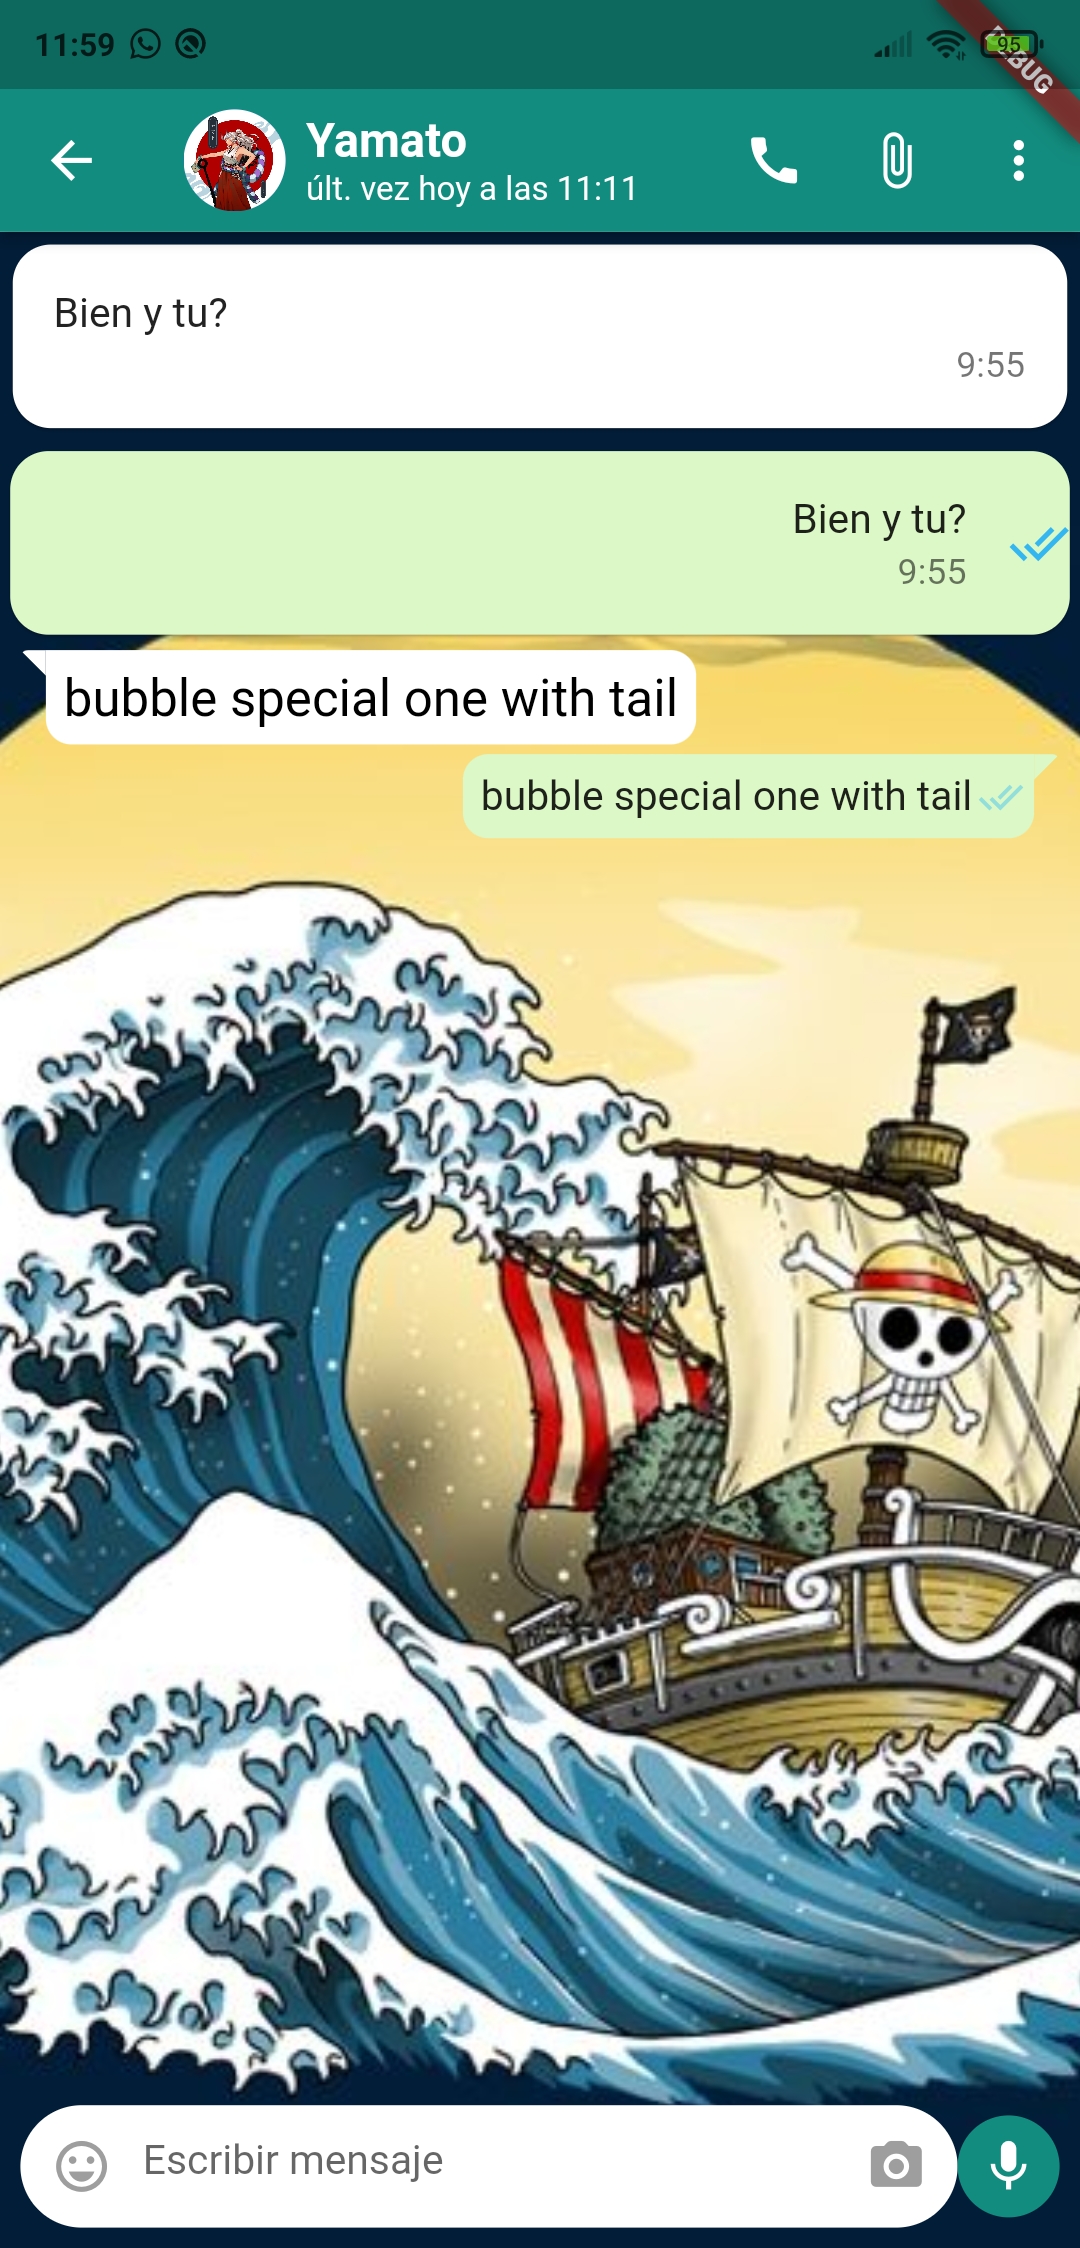 11:59
95
DEBUG
Yamato
últ. vez hoy a las 11:11
Bien y tu?
9:55
Bien y tu?
9:55
bubble special one with tail
bubble special one with tail
Escribir mensaje